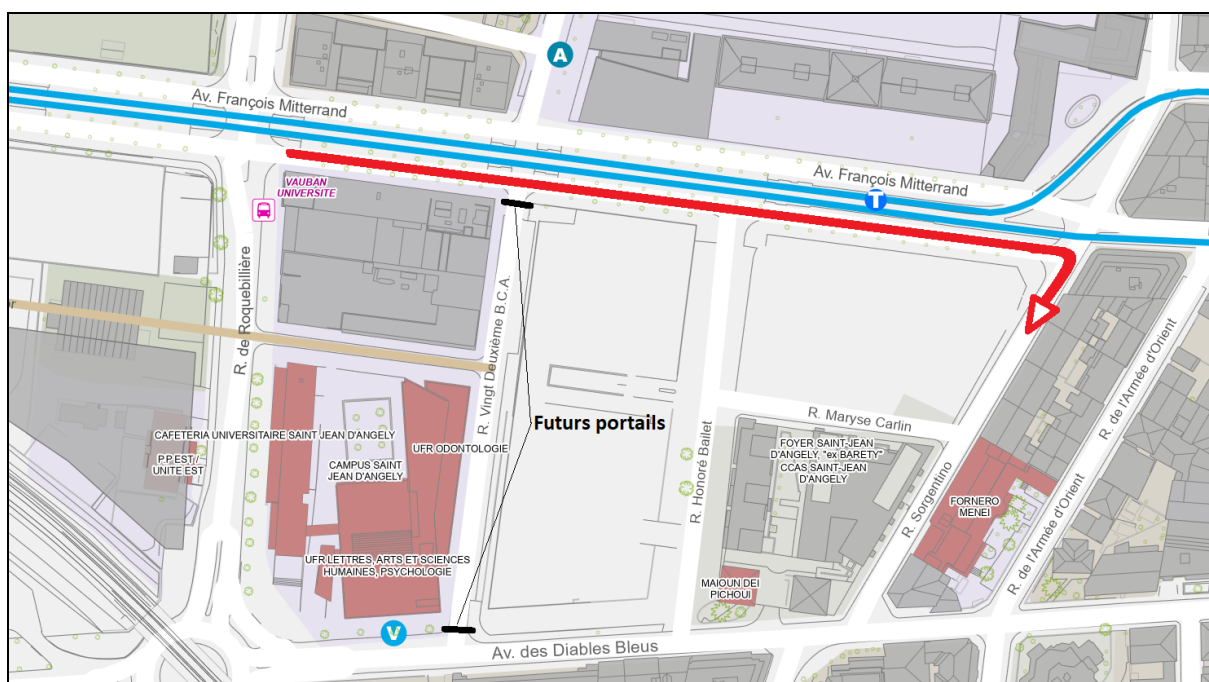 A
Av. François Mitterrand
Av. François Mitterrand
T
VAUBAN
UNIVERSITE
R. de Roquebillière
R. Vingt Deuxième B.C.A.
R. de l'Armée d'Orient
Futurs portails
R. Maryse Carlin
CAFETERIA UNIVERSITAIRE SAINT JEAN D'ANGELY
P.P EST /
UNITE EST
CAMPUS SAINT
JEAN D'ANGELY
UFR ODONTOLOGIE
FOYER SAINT-JEAN
D'ANGELY, "ex BARETY"
CCAS SAINT-JEAN
D'ANGELY
R. Honoré Bailet
R. Sorgentino
FORNERO
MENEI
R. de l'Armée d'Orient
UFR LETTRES, ARTS ET SCIENCES
HUMAINES, PSYCHOLOGIE
MAIOUN DEI
PICHOUI
V
Av. des Diables Bleus